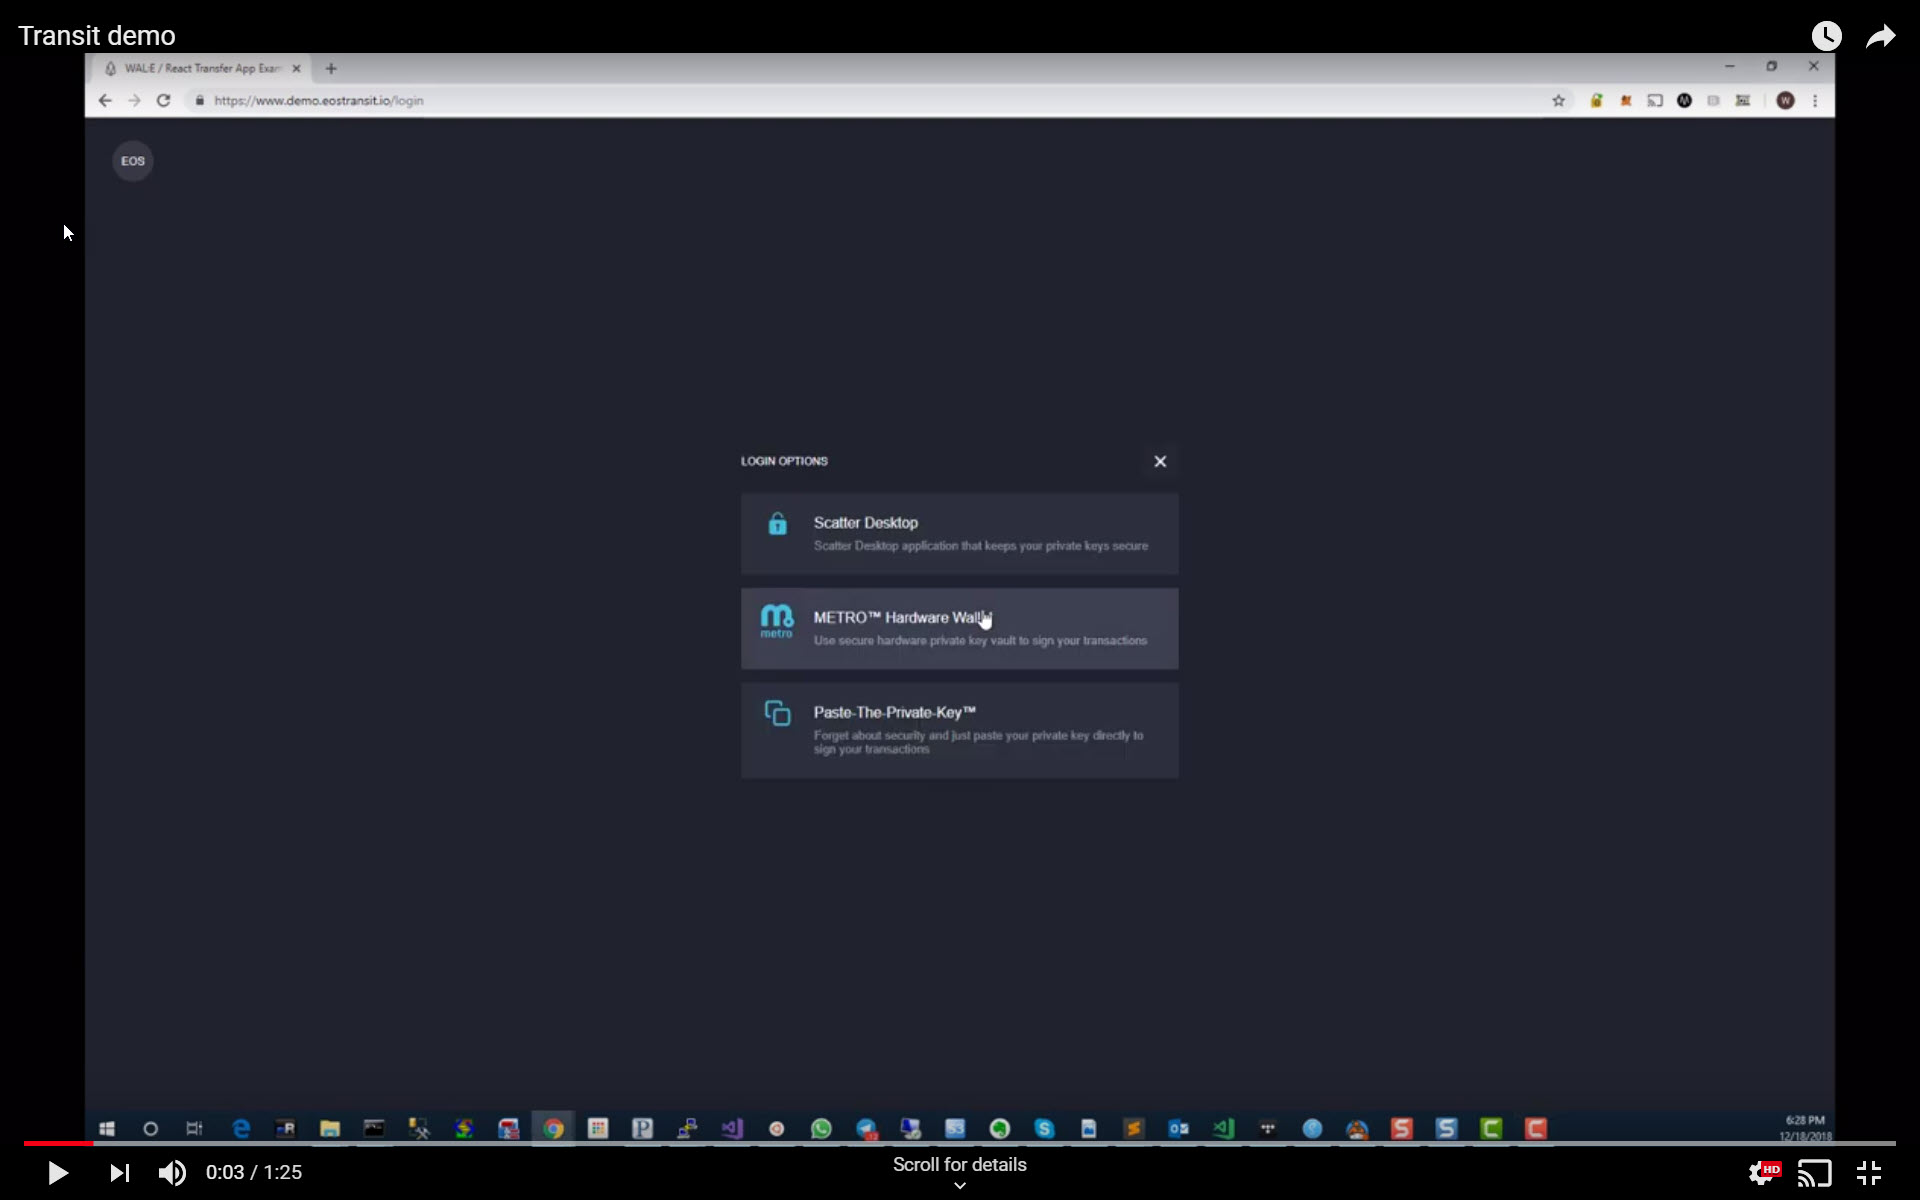 Transit demo
WAL:E / React Transfer App Exam
https://www.demo.eostransit.io/login
W
EOS
LOGIN OPTIONS
Scatter Desktop
Scatter Desktop application that keeps your private keys secure
metro
METRO™ Hardware Wall
Use secure hardware private key vault to sign your transactions
Paste-The-Private-Key™
Forget about security and just paste your private key directly to
sign your transactions
6:28 PM
12/18/2018
0:03 / 1:25
Scroll for details
HD